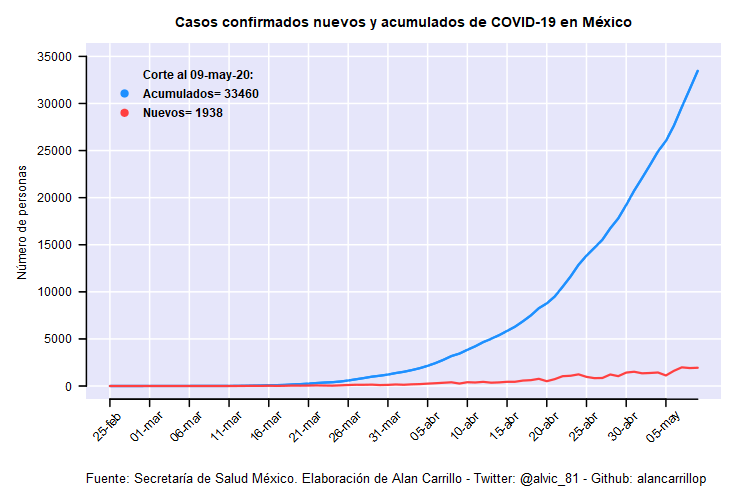 Casos confirmados nuevos y acumulados de COVID-19 en México
Corte al 09-may-20:
Acumulados= 33460
Nuevos= 1938
Número de personas
35000
30000
25000
20000
15000
10000
5000
0
25-feb
01-mar
06-mar
11-mar
16-mar
21-mar
26-mar
31-mar
05-abr
10-abr
15-abr
20-abr
25-abr
30-abr
05-may
Fuente: Secretaría de Salud México. Elaboración de Alan Carrillo - Twitter: @alvic_81 - Github: alancarrillop